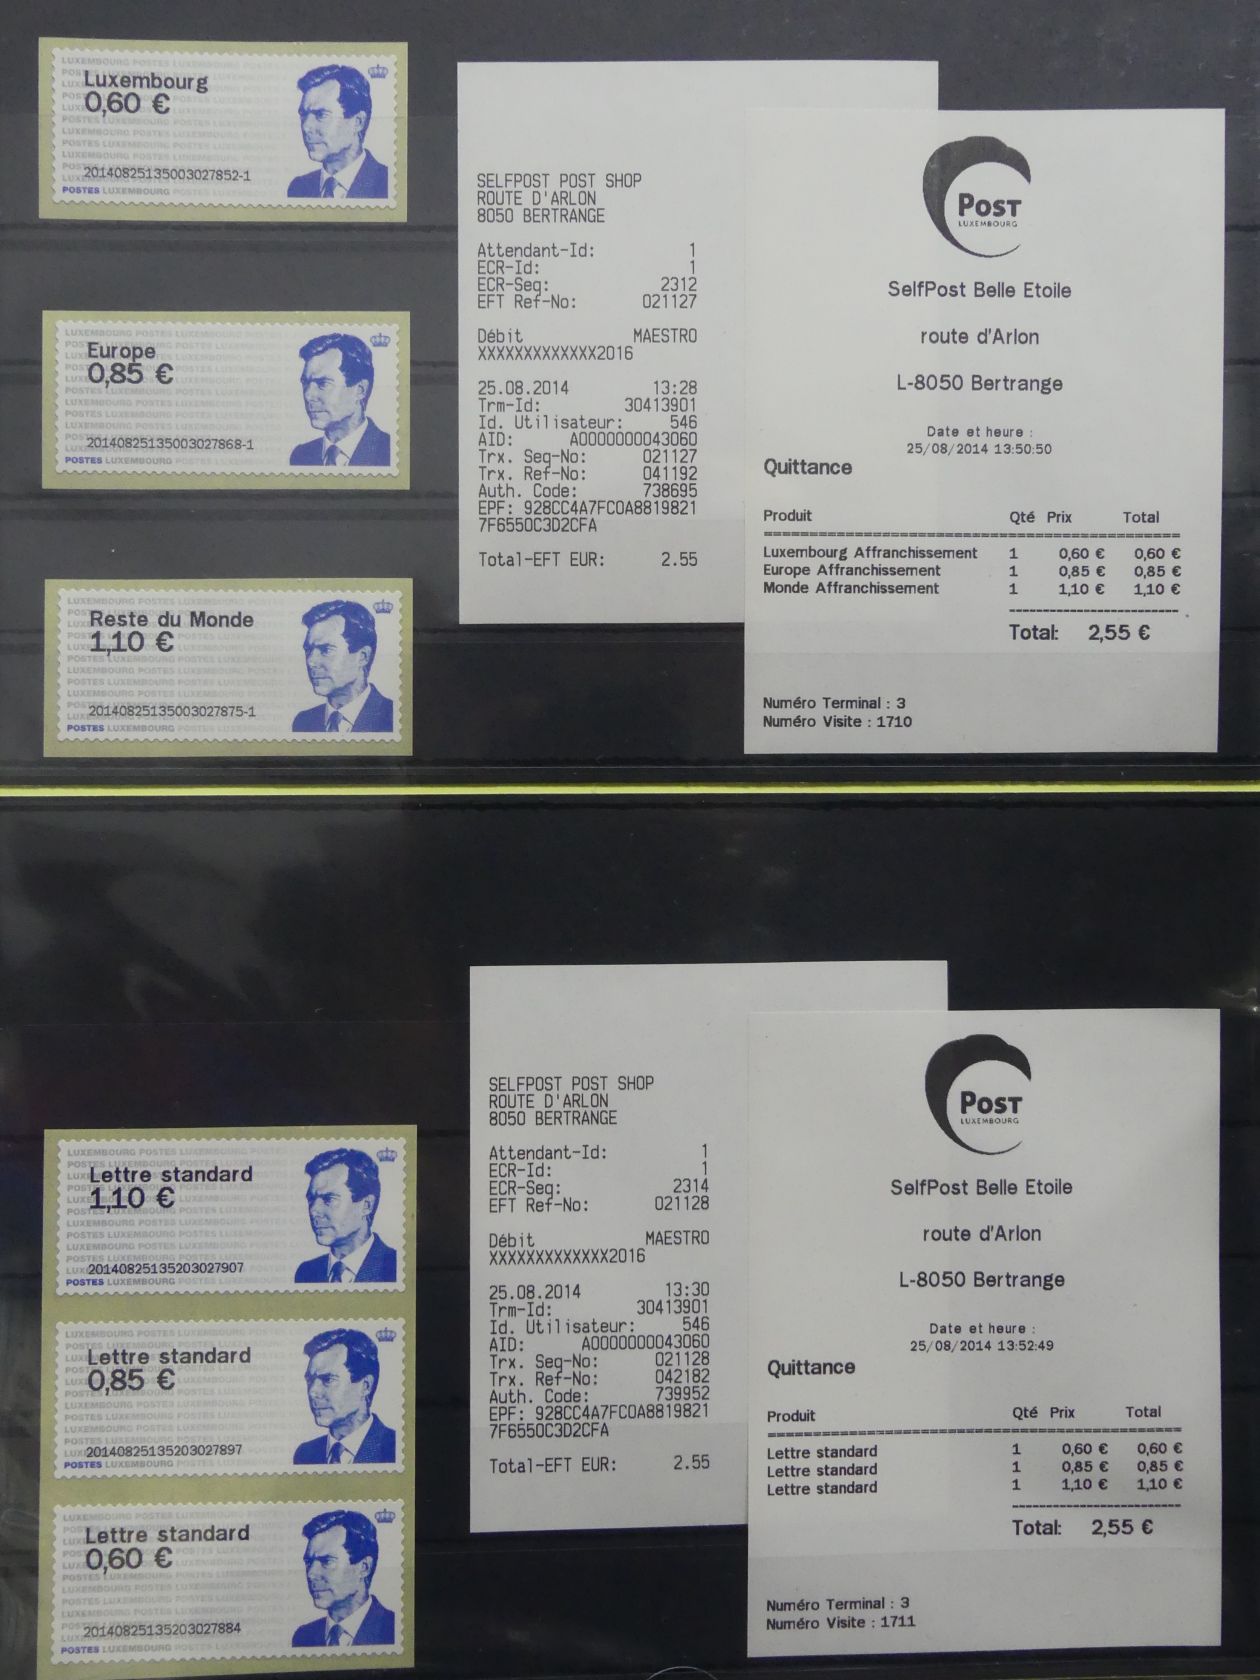 Luxembourg
0,60 €
20140825135003027852-1
POSTES LUXEMBOURG
Europe
0,85 €
20140825135003027868-1
POSTES LUXEMBOURG
Reste du Monde
1,10 €
20140825135003027875-1
POSTES LUXEMBOURG
SELFPOST POST SHOP
ROUTE D'ARLON
8050 BERTRANGE
Attendant-Id: 1
ECR-Id: 1
ECR-Seq: 2312
EFT Ref-No: 021127
Débit MAESTRO
XXXXXXXXXXXXX2016
25.08.2014 13:28
Trm-Id: 30413901
Id. Utilisateur: 546
AID: A0000000043060
Trx. Seq-No: 021127
Trx. Ref-No: 041192
Auth. Code: 738695
EPF: 928CC4A7FC0A8819821
7F6550C3D2CFA
Total-EFT EUR: 2.55
POST
LUXEMBOURG
SelfPost Belle Etoile
route d'Arlon
L-8050 Bertrange
Date et heure :
25/08/2014 13:50:50
Quittance
Produit Qté Prix Total
Luxembourg Affranchissement 1 0,60 € 0,60 €
Europe Affranchissement 1 0,85 € 0,85 €
Monde Affranchissement 1 1,10 € 1,10 €
Total: 2,55 €
Numéro Terminal : 3
Numéro Visite : 1710
Lettre standard
1,10 €
20140825135203027907
POSTES LUXEMBOURG
Lettre standard
0,85 €
20140825135203027897
POSTES LUXEMBOURG
Lettre standard
0,60 €
20140825135203027884
POSTES LUXEMBOURG
SELFPOST POST SHOP
ROUTE D'ARLON
8050 BERTRANGE
Attendant-Id: 1
ECR-Id: 1
ECR-Seq: 2314
EFT Ref-No: 021128
Débit MAESTRO
XXXXXXXXXXXXX2016
25.08.2014 13:30
Trm-Id: 30413901
Id. Utilisateur: 546
AID: A0000000043060
Trx. Seq-No: 021128
Trx. Ref-No: 042182
Auth. Code: 739952
EPF: 928CC4A7FC0A8819821
7F6550C3D2CFA
Total-EFT EUR: 2.55
POST
LUXEMBOURG
SelfPost Belle Etoile
route d'Arlon
L-8050 Bertrange
Date et heure :
25/08/2014 13:52:49
Quittance
Produit Qté Prix Total
Lettre standard 1 0,60 € 0,60 €
Lettre standard 1 0,85 € 0,85 €
Lettre standard 1 1,10 € 1,10 €
Total: 2,55 €
Numéro Terminal : 3
Numéro Visite : 1711